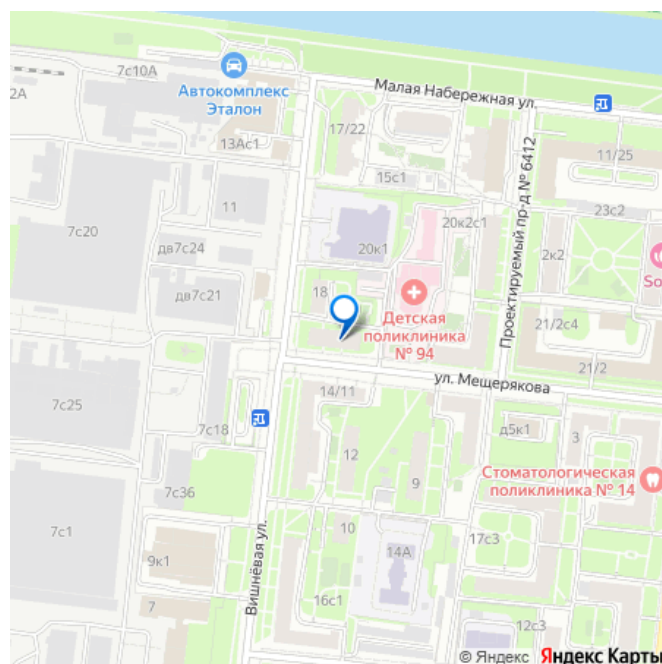 7с10А
2А
Автокомплекс
Эталон
Малая Набережная ул.
17/22
13Ас1
11/25
15с1
Проектируемый пр-д № 6412
11
7с20
20к2с1
23с2
дв7с24
20к1
2к2
So
18
дв7с21
Детская
поликлиника
№ 94
21/2с4
21/2
ул. Мещерякова
14/11
7с25
7с18
д5к1
3
12
9
Стоматологическая
поликлиника № 14
7с36
7с1
10
17с3
14А
9к1
Вишнёвая ул.
16с1
7
12с3
© Яндекс Яндекс Карты